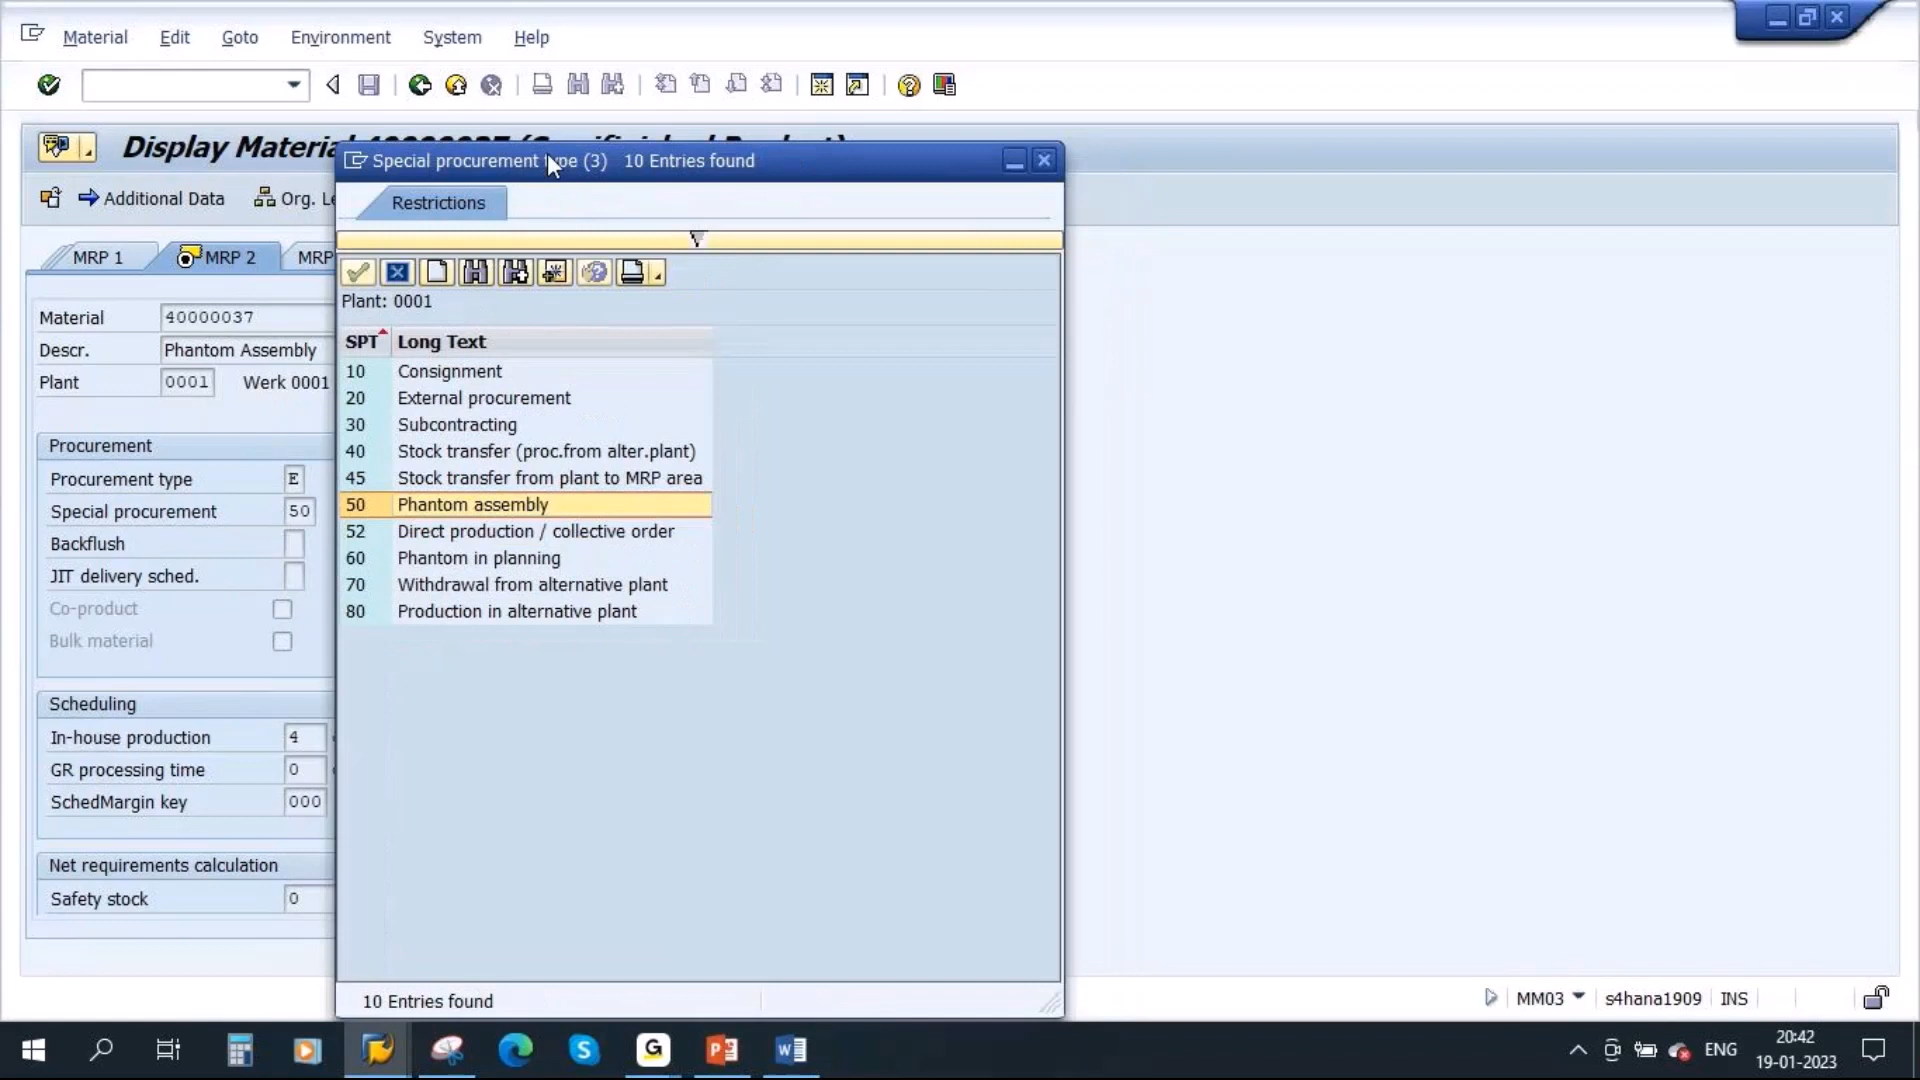 Material Edit Goto Environment System Help
Display Materia
Special procurement type (3) 10 Entries found
Additional Data Org. Le
Restrictions
MRP 1 MRP 2 MRP
Plant: 0001
Material 40000037
Descr. Phantom Assembly
Plant 0001 Werk 0001
SPT Long Text
10 Consignment
20 External procurement
30 Subcontracting
40 Stock transfer (proc.from alter.plant)
45 Stock transfer from plant to MRP area
50 Phantom assembly
52 Direct production / collective order
60 Phantom in planning
70 Withdrawal from alternative plant
80 Production in alternative plant
Procurement
Procurement type E
Special procurement 50
Backflush
JIT delivery sched.
Co-product
Bulk material
Scheduling
In-house production 4
GR processing time 0
SchedMargin key 000
Net requirements calculation
Safety stock 0
10 Entries found
MM03 s4hana1909 INS
ENG
20:42
19-01-2023